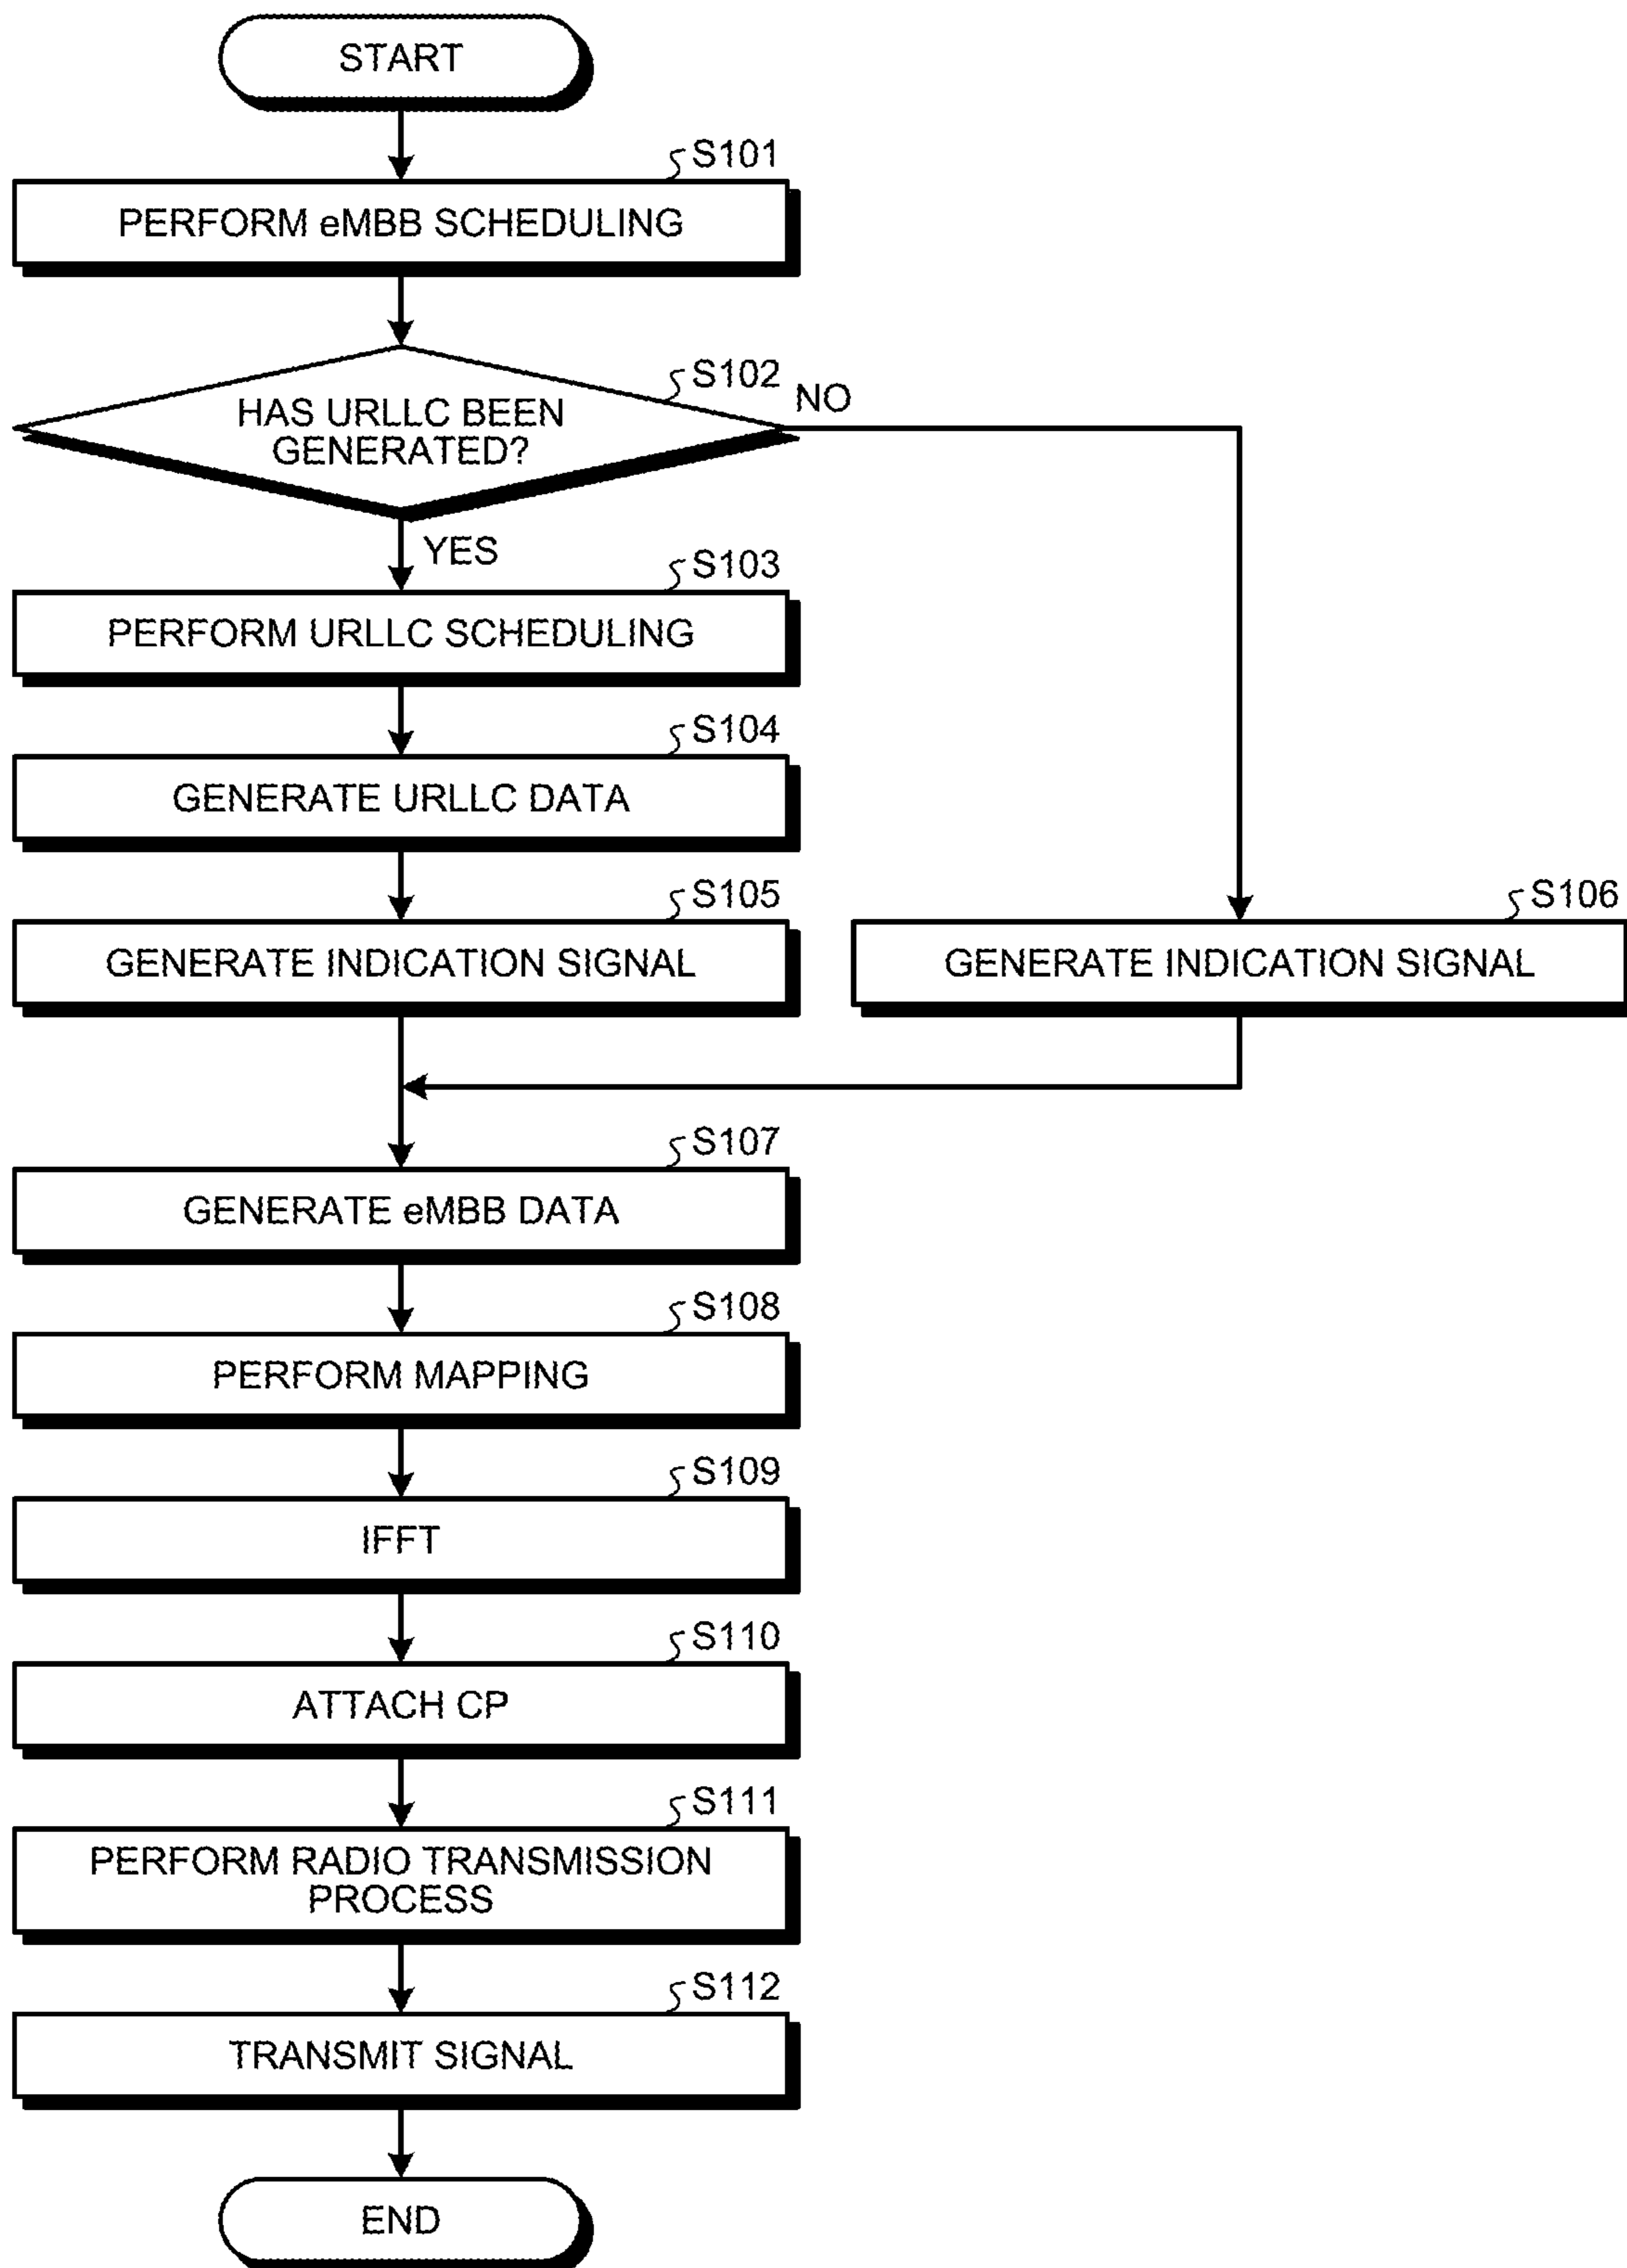 START
S101
PERFORM eMBB SCHEDULING
S102
HAS URLLC BEEN
GENERATED?
NO
YES
S103
PERFORM URLLC SCHEDULING
S104
GENERATE URLLC DATA
S105
GENERATE INDICATION SIGNAL
S106
GENERATE INDICATION SIGNAL
S107
GENERATE eMBB DATA
S108
PERFORM MAPPING
S109
IFFT
S110
ATTACH CP
S111
PERFORM RADIO TRANSMISSION
PROCESS
S112
TRANSMIT SIGNAL
END